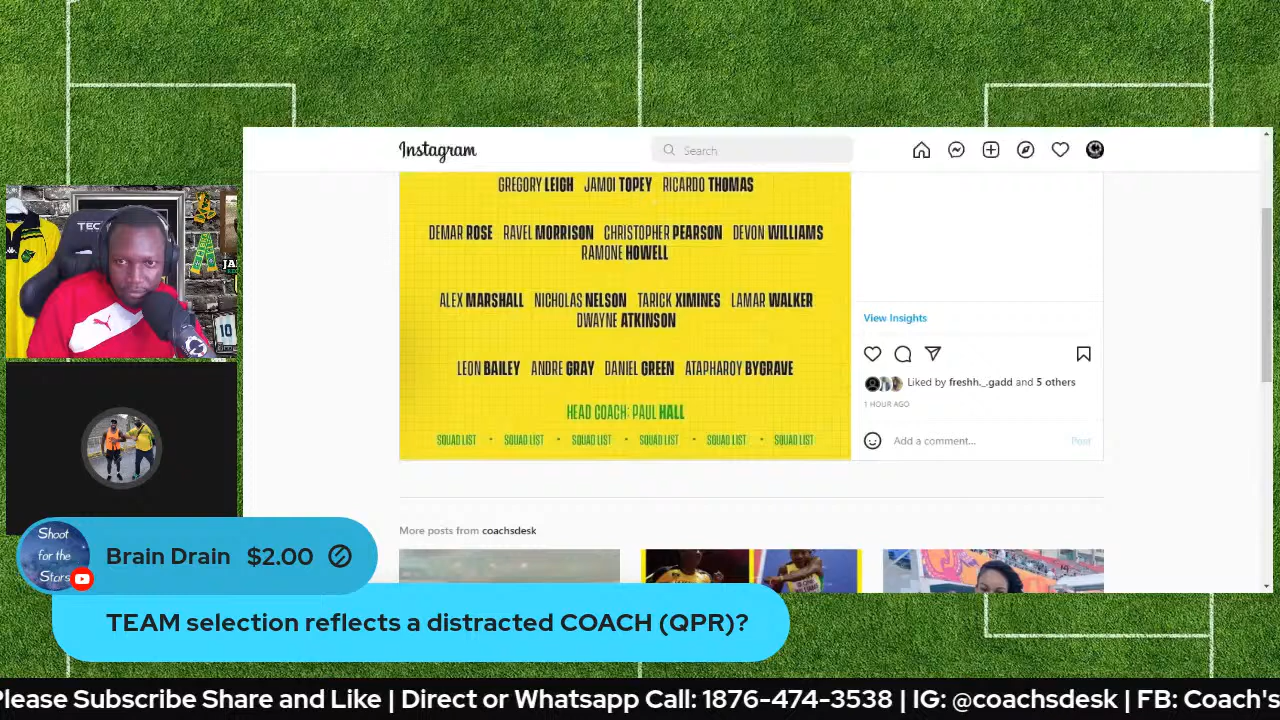 Instagram
Search
GREGORY LEIGH JAMOI TOPEY RICARDO THOMAS
DEMAR ROSE RAVEL MORRISON CHRISTOPHER PEARSON DEVON WILLIAMS
RAMONE HOWELL
ALEX MARSHALL NICHOLAS NELSON TARICK XIMINES LAMAR WALKER
DWAYNE ATKINSON
LEON BAILEY ANDRE GRAY DANIEL GREEN ATAPHAROY BYGRAVE
HEAD COACH: PAUL HALL
SQUAD LIST • SQUAD LIST • SQUAD LIST • SQUAD LIST • SQUAD LIST • SQUAD LIST
View Insights
Liked by freshh._.gadd and 5 others
1 HOUR AGO
Add a comment... Post
More posts from coachsdesk
TEC
JA
10
Shoot
for the
Stars
Brain Drain $2.00
TEAM selection reflects a distracted COACH (QPR)?
Please Subscribe Share and Like | Direct or Whatsapp Call: 1876-474-3538 | IG: @coachsdesk | FB: Coach's